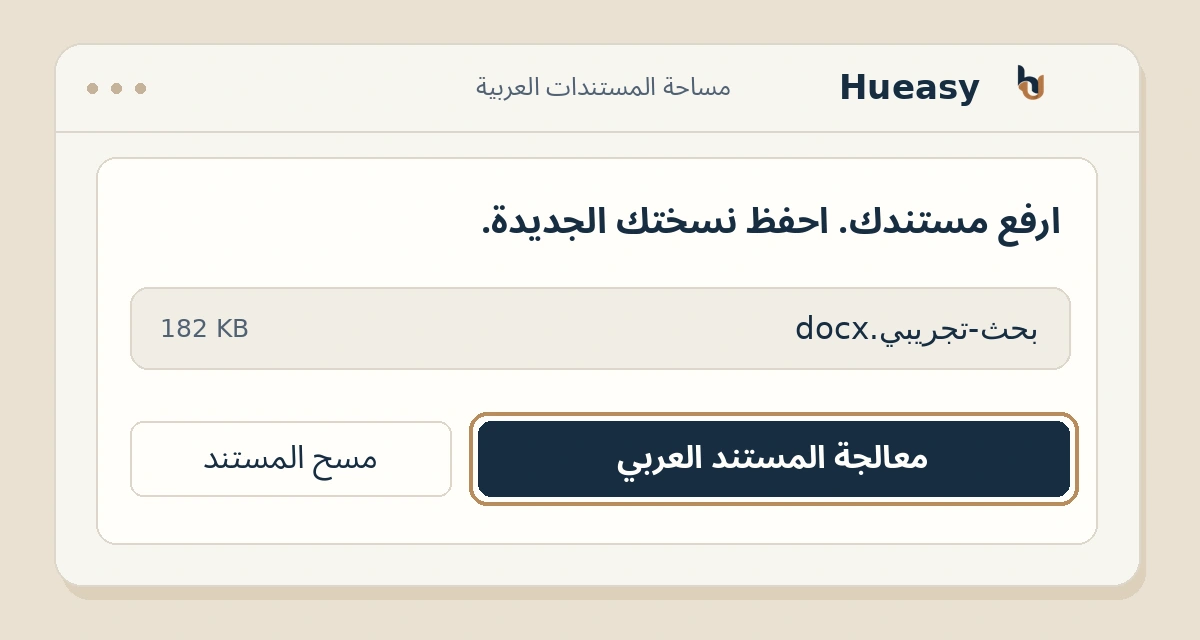 Hueasy
مساحة المستندات العربية
ارفع مستندك. احفظ نسختك الجديدة.
بحث-تجريبي.docx
182 KB
معالجة المستند العربي
مسح المستند